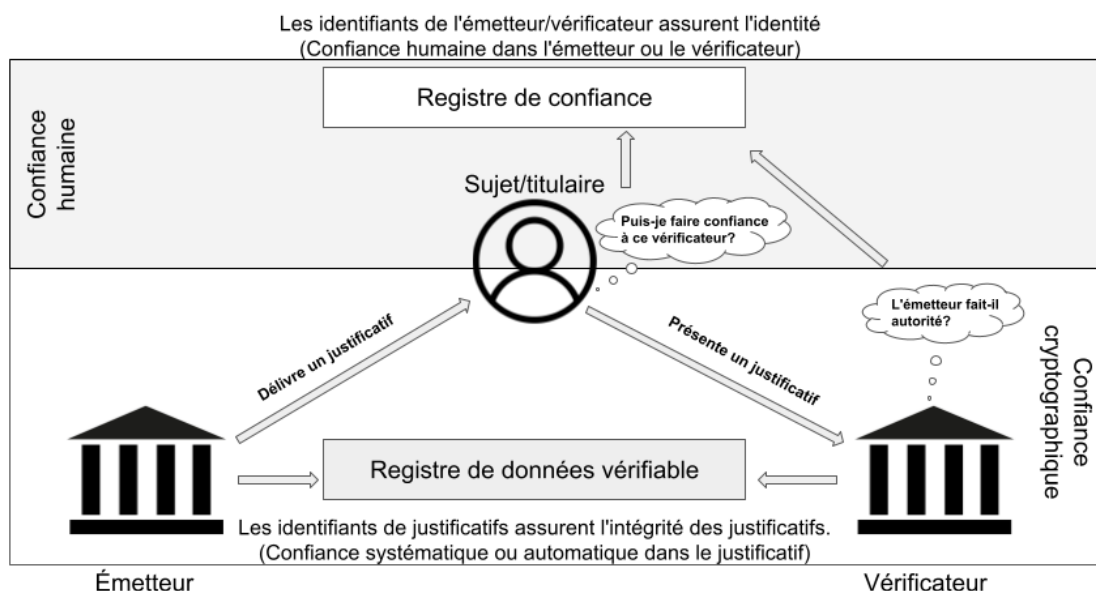 Les identifiants de l'émetteur/vérificateur assurent l'identité
(Confiance humaine dans l'émetteur ou le vérificateur)
Registre de confiance
Confiance
humaine
Sujet/titulaire
Puis-je faire confiance
à ce vérificateur?
L'émetteur fait-il
autorité?
Délivre un justificatif
Présente un justificatif
Confiance
cryptographique
Registre de données vérifiable
Les identifiants de justificatifs assurent l'intégrité des justificatifs.
(Confiance systématique ou automatique dans le justificatif)
Émetteur
Vérificateur